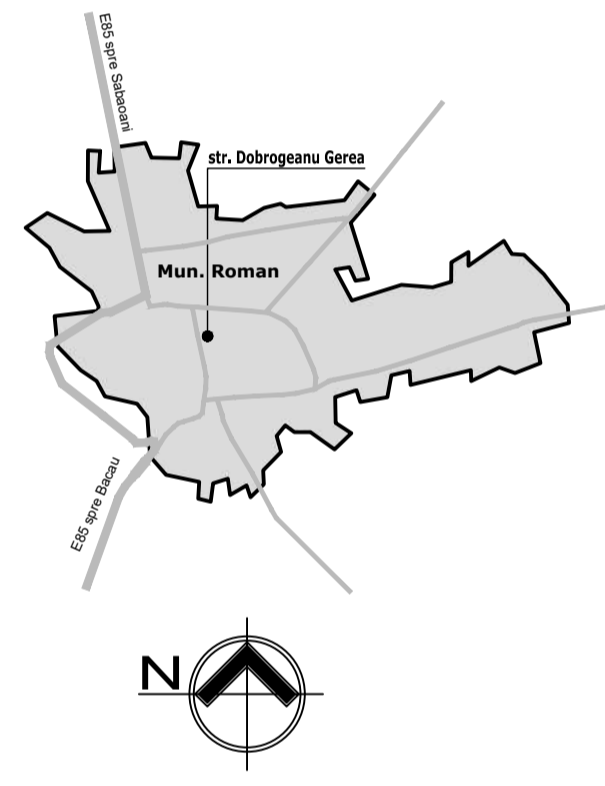 E85 spre Sabaoani
str. Dobrogeanu Gerea
Mun. Roman
E85 spre Bacau
N